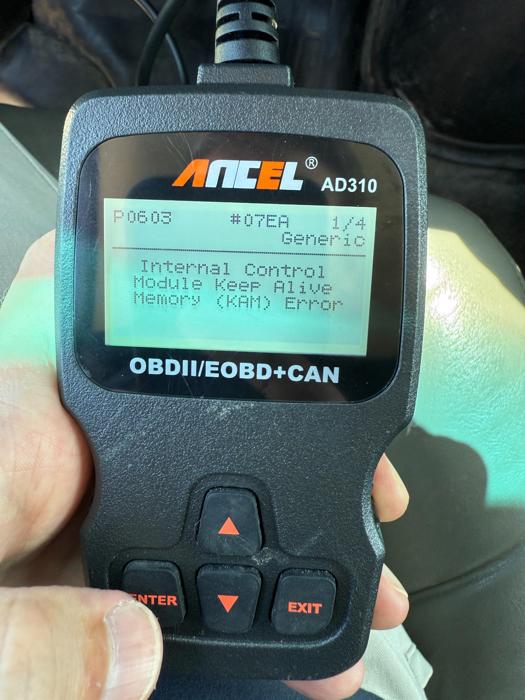 ANCEL® AD310
P0603 #07EA 1/4
Generic
Internal Control
Module Keep Alive
Memory (KAM) Error
OBDII/EOBD+CAN
ENTER
EXIT